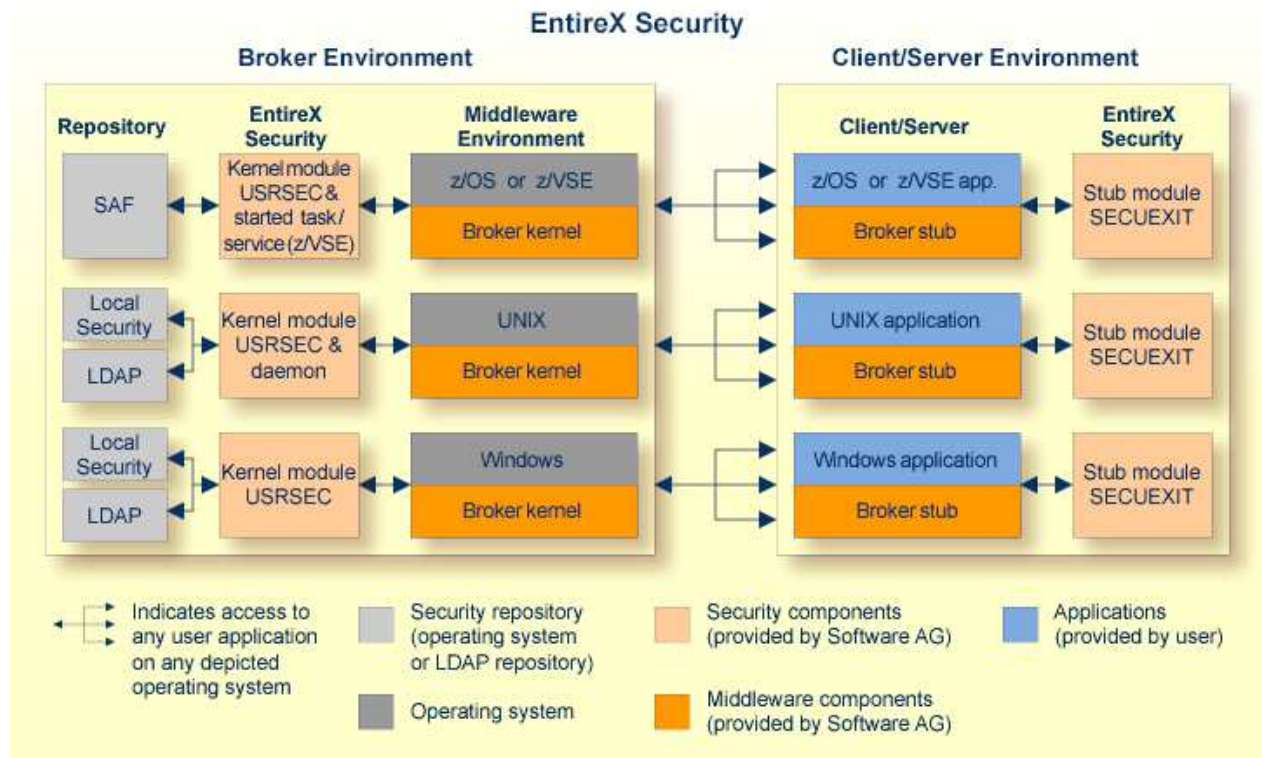 EntireX Security
Broker Environment
Client/Server Environment
Repository
EntireX
Security
Middleware
Environment
Client/Server
EntireX
Security
SAF
Kernel module
USRSEC &
started task/
service (z/VSE)
z/OS or z/VSE
Broker kernel
z/OS or z/VSE app.
Broker stub
Stub module
SECUEXIT
Local
Security
LDAP
Kernel module
USRSEC &
daemon
UNIX
Broker kernel
UNIX application
Broker stub
Stub module
SECUEXIT
Local
Security
LDAP
Kernel module
USRSEC
Windows
Broker kernel
Windows application
Broker stub
Stub module
SECUEXIT
Indicates access to
any user application
on any depicted
operating system
Security repository
(operating system
or LDAP repository)
Operating system
Security components
(provided by Software AG)
Middleware components
(provided by Software AG)
Applications
(provided by user)